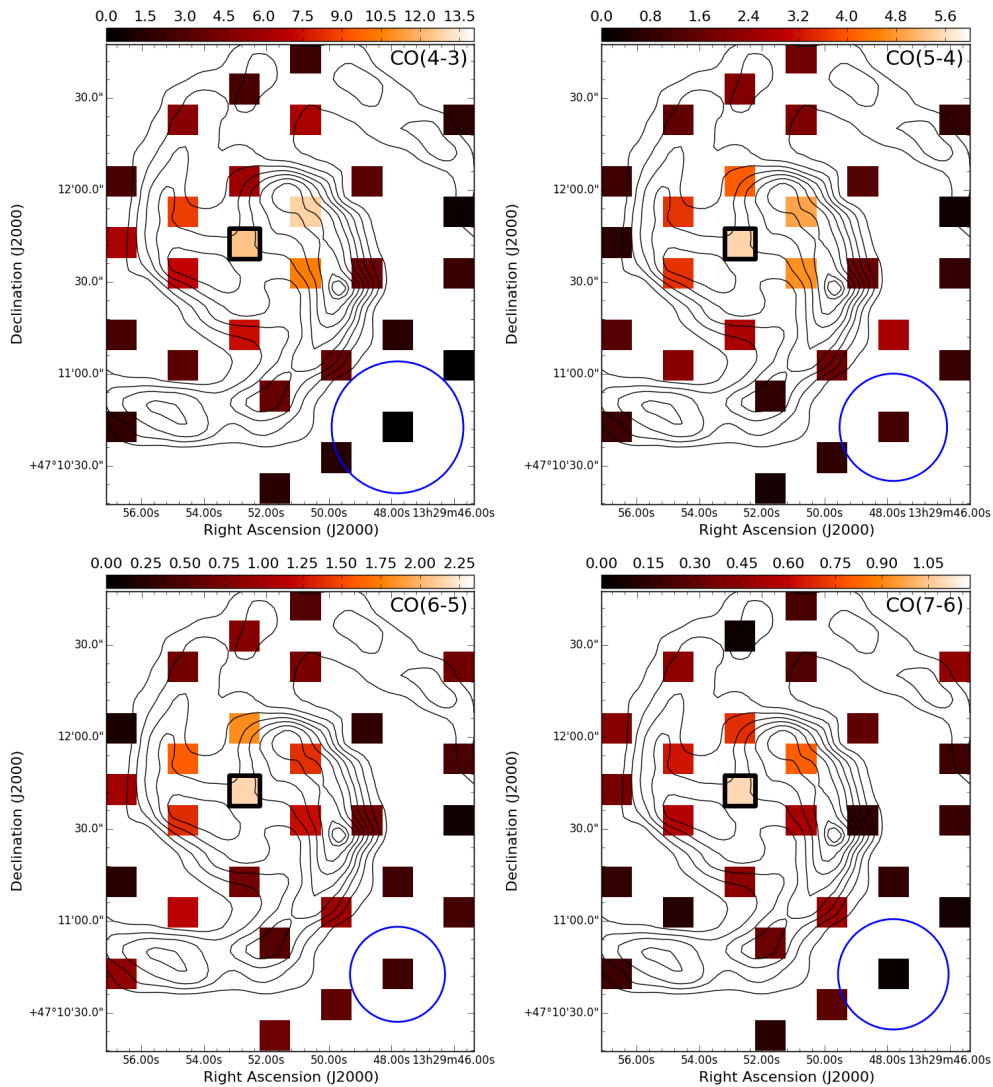 0.0 1.5 3.0 4.5 6.0 7.5 9.0 10.5 12.0 13.5
CO(4-3)
30.0"
12'00.0"
30.0"
11'00.0"
+47°10'30.0"
Declination (J2000)
56.00s 54.00s 52.00s 50.00s 48.00s 13h29m46.00s
Right Ascension (J2000)
0.0 0.8 1.6 2.4 3.2 4.0 4.8 5.6
CO(5-4)
30.0"
12'00.0"
30.0"
11'00.0"
+47°10'30.0"
Declination (J2000)
56.00s 54.00s 52.00s 50.00s 48.00s 13h29m46.00s
Right Ascension (J2000)
0.00 0.25 0.50 0.75 1.00 1.25 1.50 1.75 2.00 2.25
CO(6-5)
30.0"
12'00.0"
30.0"
11'00.0"
+47°10'30.0"
Declination (J2000)
56.00s 54.00s 52.00s 50.00s 48.00s 13h29m46.00s
Right Ascension (J2000)
0.00 0.15 0.30 0.45 0.60 0.75 0.90 1.05
CO(7-6)
30.0"
12'00.0"
30.0"
11'00.0"
+47°10'30.0"
Declination (J2000)
56.00s 54.00s 52.00s 50.00s 48.00s 13h29m46.00s
Right Ascension (J2000)